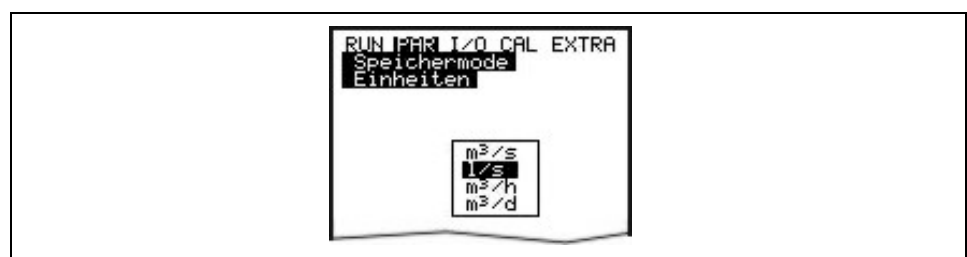 RUN PAR I/O CAL EXTRA
Speichermode
Einheiten
m³/s
l/s
m³/h
m³/d